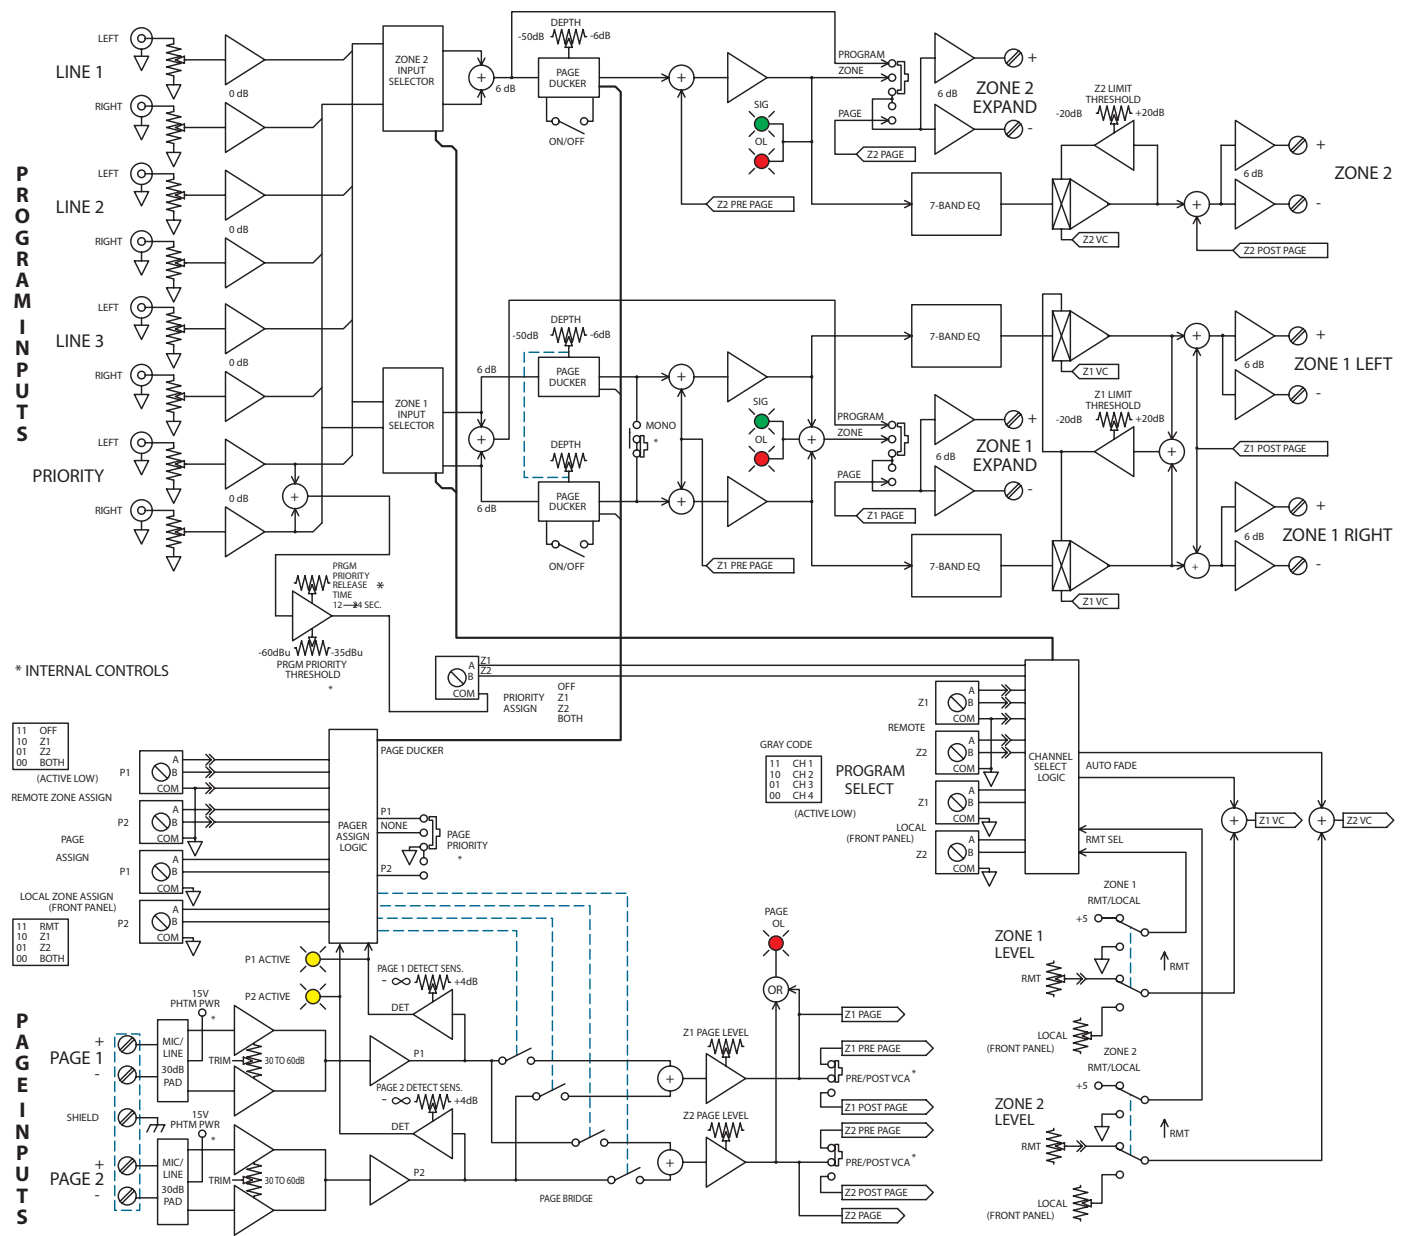 PROGRAM INPUTS
LINE 1
LEFT
0 dB
RIGHT
LINE 2
LEFT
0 dB
RIGHT
LINE 3
LEFT
0 dB
RIGHT
PRIORITY
LEFT
0 dB
RIGHT
ZONE 2
INPUT
SELECTOR
6 dB
DEPTH
-50dB
-6dB
PAGE
DUCKER
ON/OFF
SIG
OL
Z2 PRE PAGE
PROGRAM
ZONE
PAGE
Z2 PAGE
6 dB
+
-
ZONE 2
EXPAND
7-BAND EQ
Z2 LIMIT
THRESHOLD
-20dB
+20dB
Z2 VC
Z2 POST PAGE
6 dB
+
-
ZONE 2
ZONE 1
INPUT
SELECTOR
6 dB
6 dB
DEPTH
-50dB
-6dB
PAGE
DUCKER
DEPTH
PAGE
DUCKER
ON/OFF
MONO
*
SIG
OL
Z1 PRE PAGE
PROGRAM
ZONE
PAGE
Z1 PAGE
6 dB
+
-
ZONE 1
EXPAND
7-BAND EQ
7-BAND EQ
Z1 VC
Z1 LIMIT
THRESHOLD
-20dB
+20dB
Z1 VC
6 dB
+
-
ZONE 1 LEFT
Z1 POST PAGE
6 dB
+
-
ZONE 1 RIGHT
PRGM
PRIORITY
RELEASE *
TIME
12 24 SEC.
-60dBu
-35dBu
PRGM PRIORITY
THRESHOLD
*
* INTERNAL CONTROLS
A
B
COM
Z1
Z2
PRIORITY
ASSIGN
OFF
Z1
Z2
BOTH
11 OFF
10 Z1
01 Z2
00 BOTH
(ACTIVE LOW)
REMOTE ZONE ASSIGN
PAGE
ASSIGN
LOCAL ZONE ASSIGN
(FRONT PANEL)
11 RMT
10 Z1
01 Z2
00 BOTH
P1
A
B
COM
P2
A
B
COM
P1
A
B
COM
P2
A
B
COM
PAGER
ASSIGN
LOGIC
PAGE DUCKER
P1
NONE
P2
PAGE
PRIORITY
*
GRAY CODE
11 CH 1
10 CH 2
01 CH 3
00 CH 4
(ACTIVE LOW)
PROGRAM
SELECT
Z1
A
B
COM
REMOTE
Z2
A
B
COM
Z1
A
B
COM
LOCAL
(FRONT PANEL)
Z2
A
B
COM
CHANNEL
SELECT
LOGIC
AUTO FADE
RMT SEL
Z1 VC
Z2 VC
ZONE 1
RMT/LOCAL
+5
ZONE 1
LEVEL
RMT
RMT
LOCAL
(FRONT PANEL)
ZONE 2
RMT/LOCAL
+5
ZONE 2
LEVEL
RMT
RMT
LOCAL
(FRONT PANEL)
P1 ACTIVE
P2 ACTIVE
PAGE INPUTS
PAGE 1
+
-
SHIELD
PAGE 2
+
-
15V
PHTM PWR
*
MIC/
LINE
30dB
PAD
TRIM
30 TO 60dB
15V
PHTM PWR
*
MIC/
LINE
30dB
PAD
TRIM
30 TO 60dB
PAGE 1 DETECT SENS.
- ∞
+4dB
DET
P1
PAGE 2 DETECT SENS.
- ∞
+4dB
DET
P2
PAGE BRIDGE
PAGE
OL
OR
Z1 PAGE LEVEL
Z2 PAGE LEVEL
Z1 PAGE
Z1 PRE PAGE
PRE/POST VCA *
Z1 POST PAGE
Z2 PRE PAGE
PRE/POST VCA *
Z2 POST PAGE
Z2 PAGE